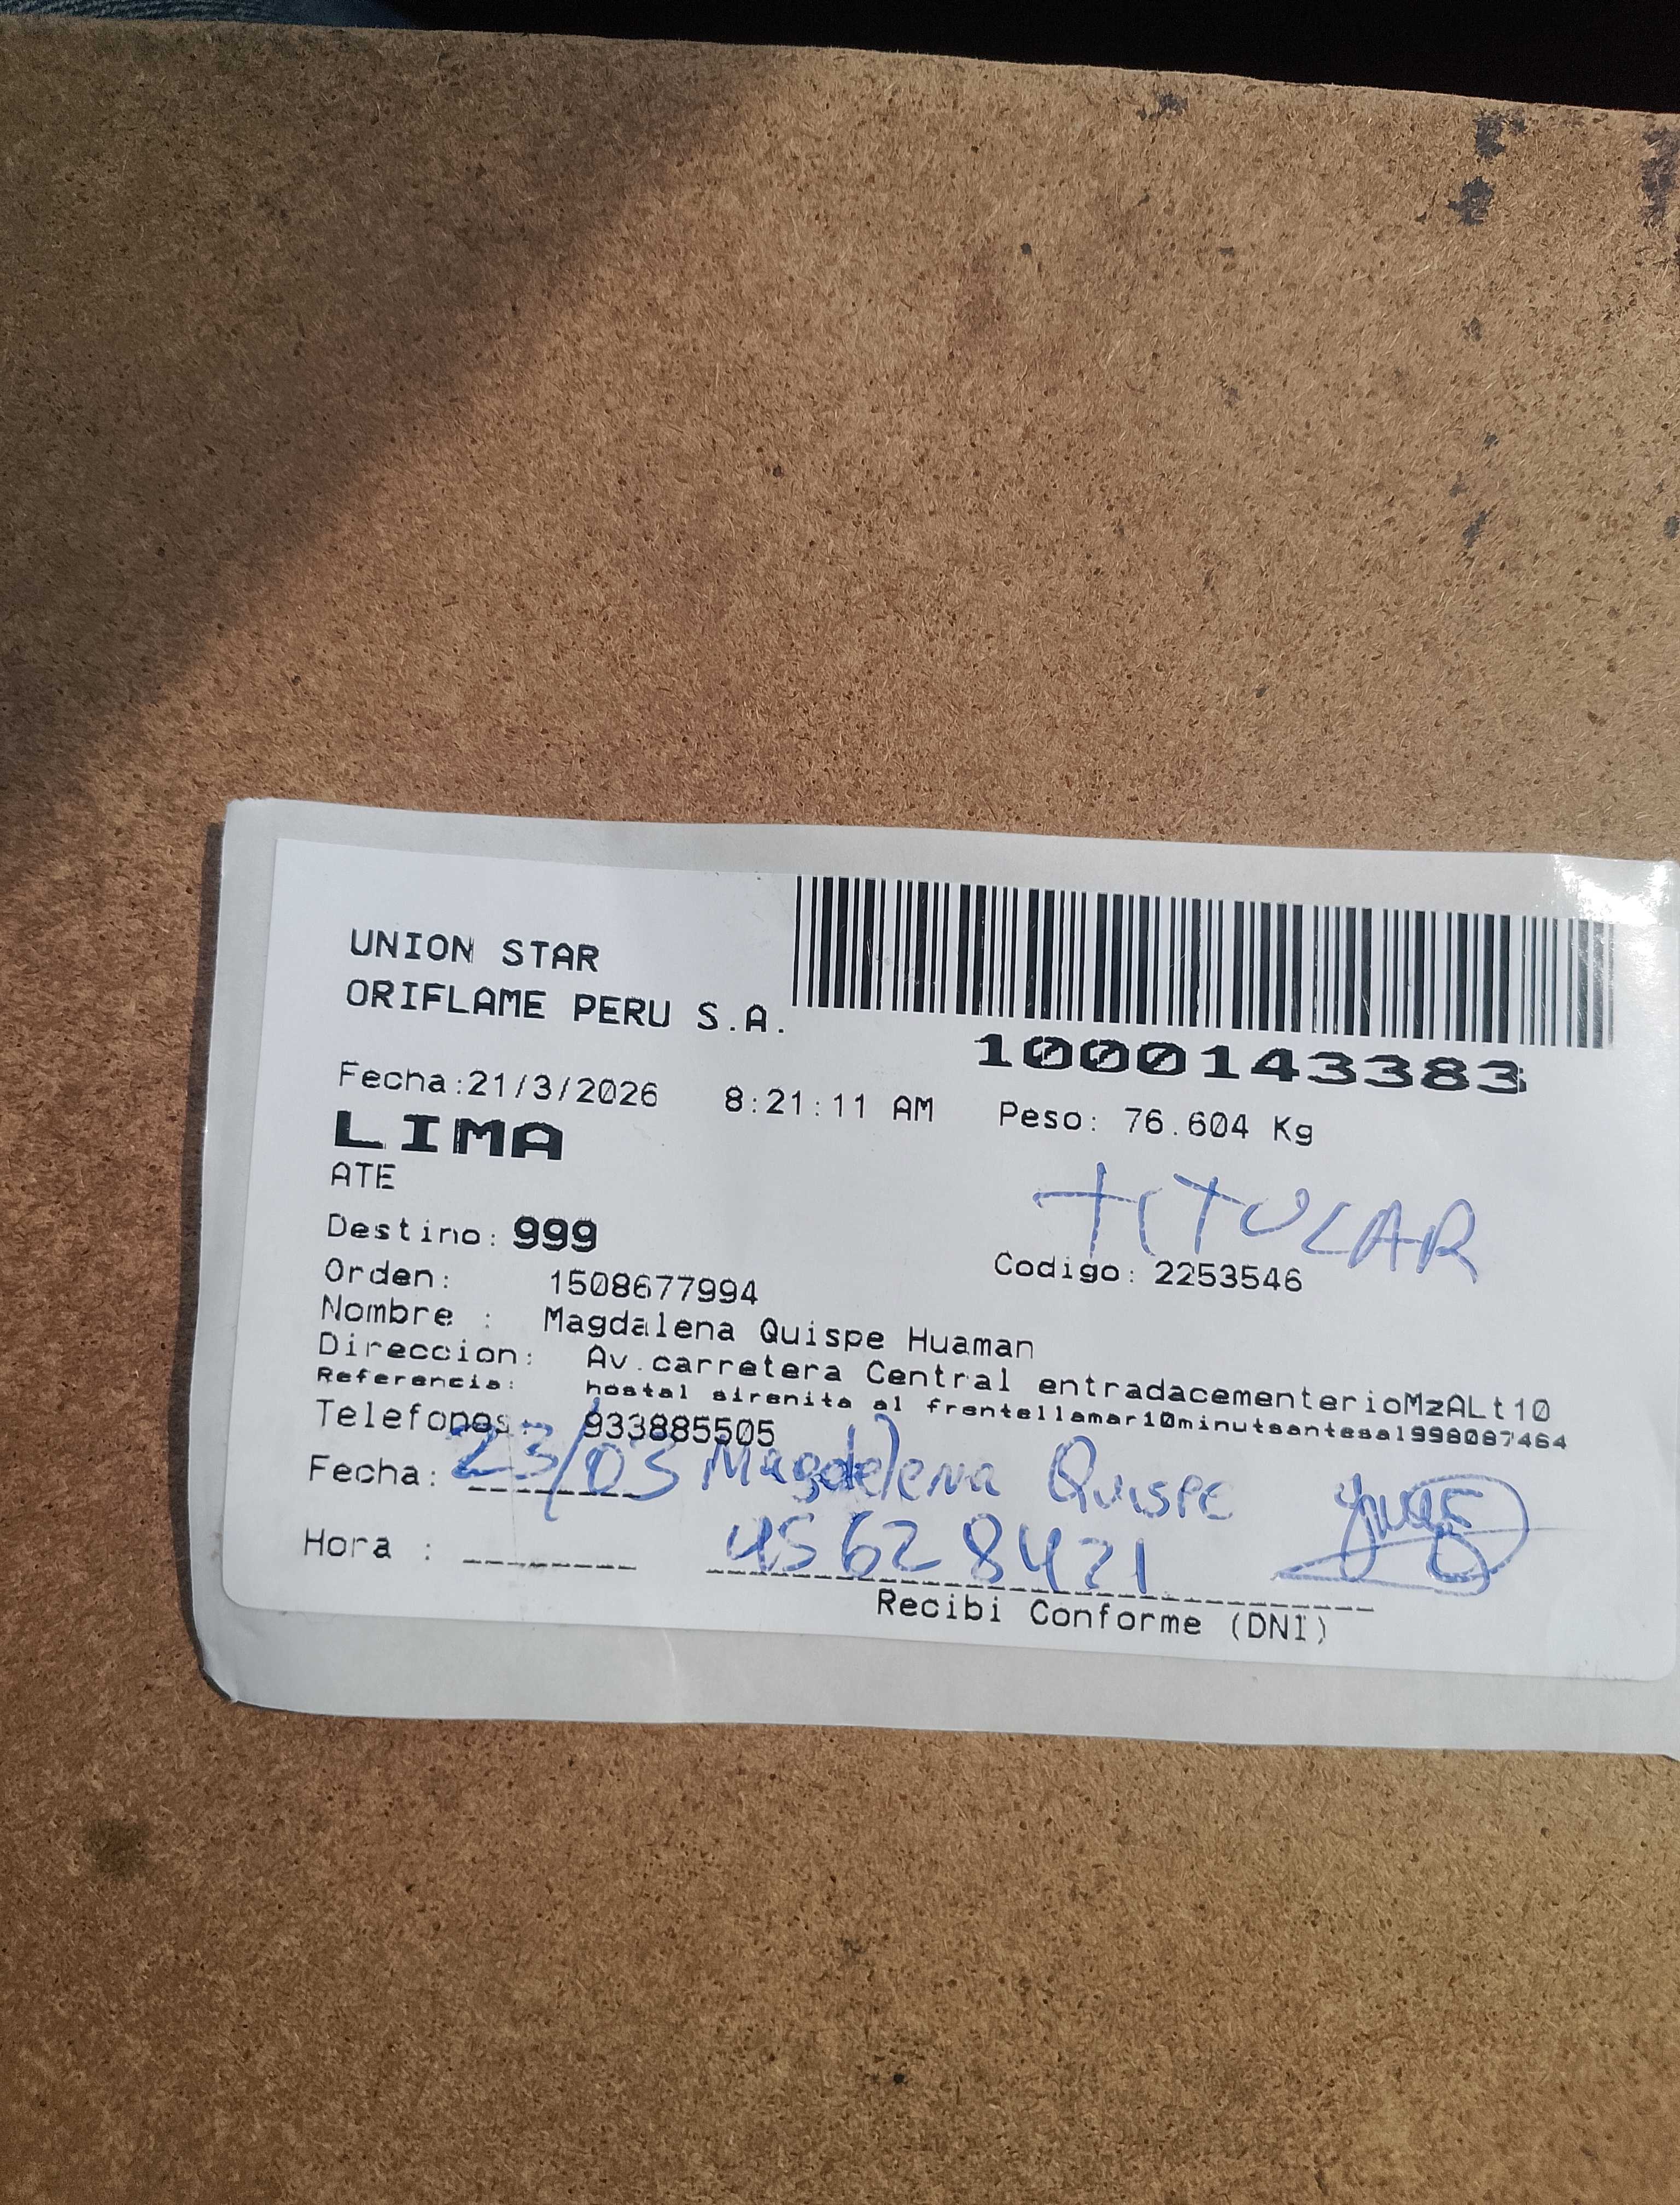 UNION STAR
ORIFLAME PERU S.A.
1000143383
Fecha:21/3/2026 8:21:11 AM Peso: 76.604 Kg
LIMA
ATE
TITULAR
Destino: 999
Orden: 1508677994 Codigo: 2253546
Nombre : Magdalena Quispe Huaman
Direccion: Av.carretera Central entradacementerioMzALt10
Referencia: hostal sirenita al frentellamar10minutsantesal998087464
Telefonos: 933885505
Fecha: 23/03 Magdelena Quispe
Hora : 45628421
Recibi Conforme (DNI)